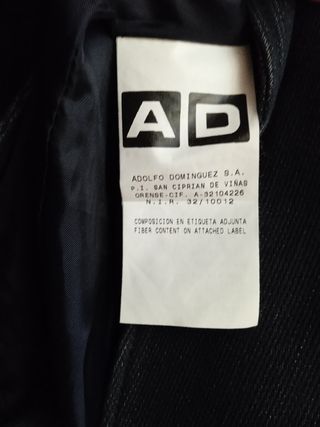 AD
ADOLFO DOMINGUEZ S.A.
P.I. SAN CIPRIAN DE VIÑAS
ORENSE-CIF. A-32104226
N.I.R. 32/10012
COMPOSICION EN ETIQUETA ADJUNTA
FIBER CONTENT ON ATTACHED LABEL